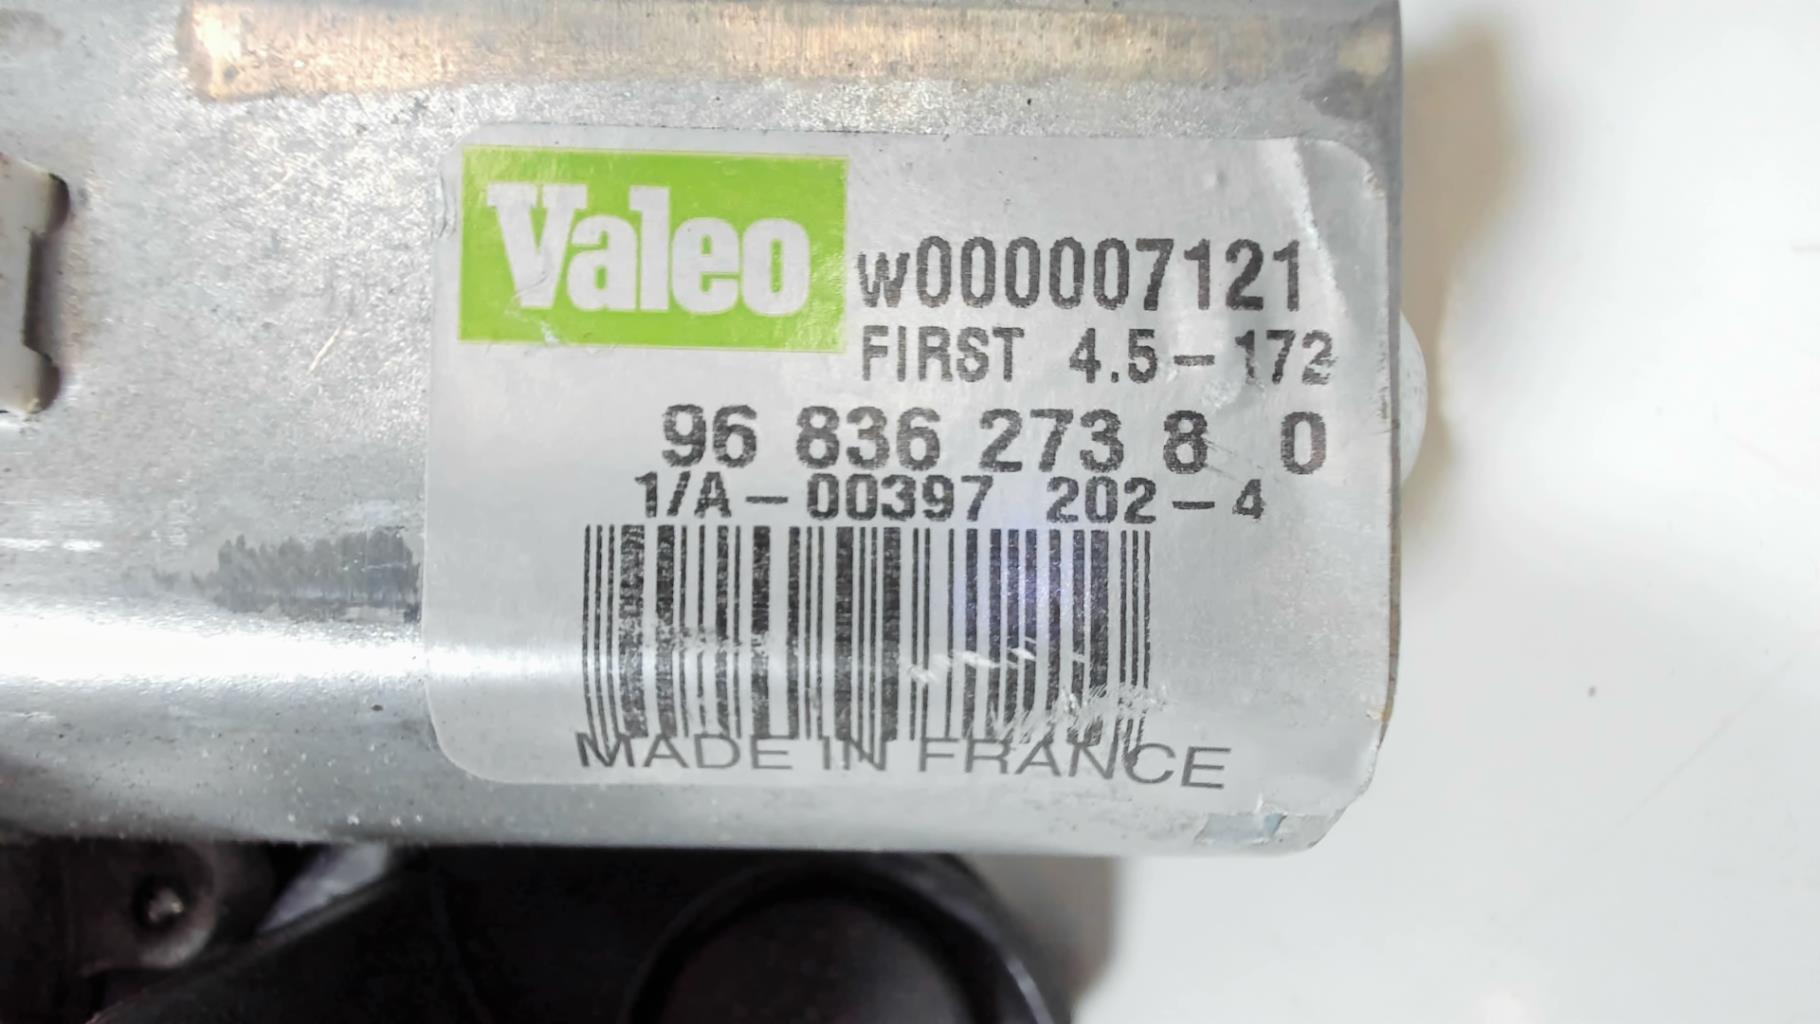 Valeo
w000007121
FIRST 4.5-172
96 836 273 8 0
1/A-00397 202-4
MADE IN FRANCE